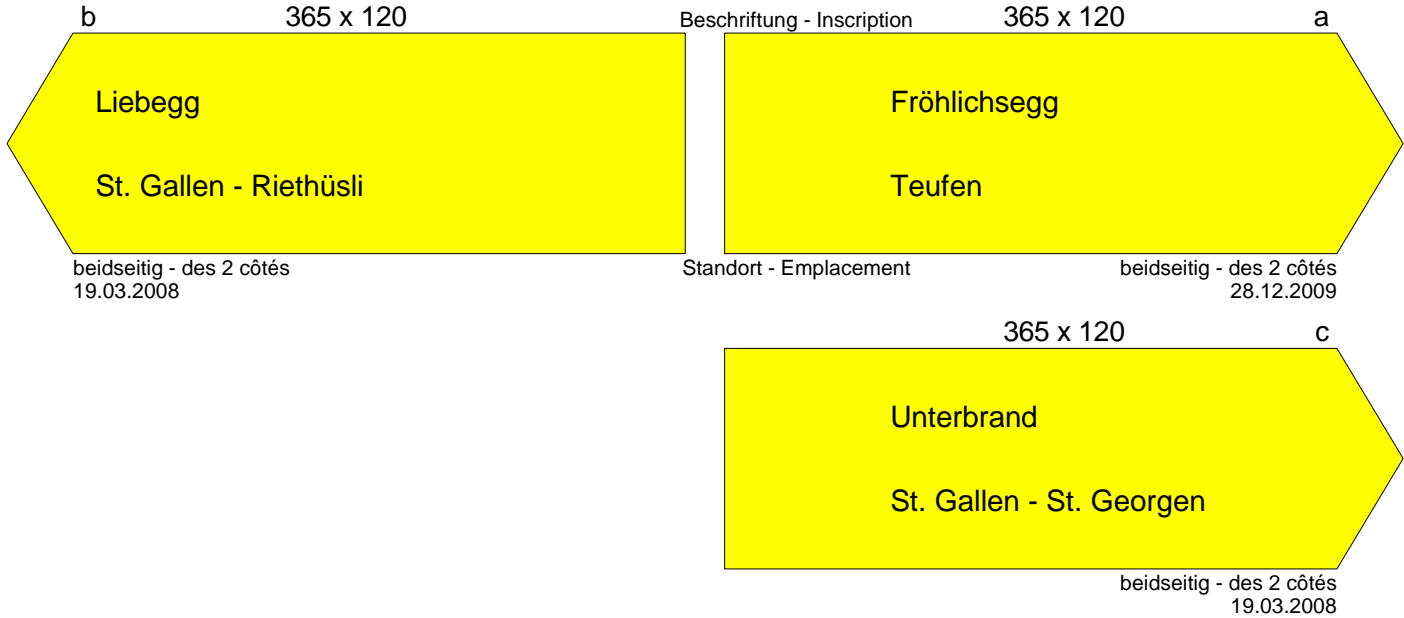 b 365 x 120 Beschriftung - Inscription 365 x 120 a
Liebegg
St. Gallen - Riethüsli
Fröhlichsegg
Teufen
beidseitig - des 2 côtés
19.03.2008
Standort - Emplacement
beidseitig - des 2 côtés
28.12.2009
365 x 120 c
Unterbrand
St. Gallen - St. Georgen
beidseitig - des 2 côtés
19.03.2008